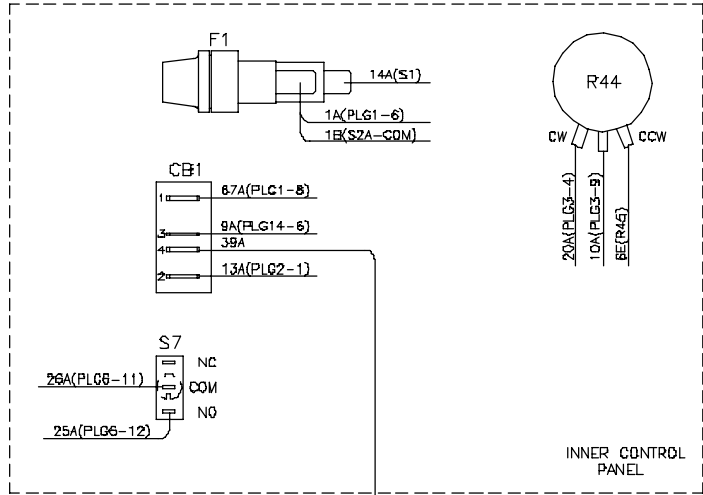 F1
14A(S1)
1A(PLG1-6)
1B(S2A-COM)
R44
CW
CCW
20A(PLG3-4)
10A(PLG3-9)
6E(R45)
CB1
1
67A(PLG1-8)
3
9A(PLG14-6)
4
39A
2
13A(PLG2-1)
S7
NC
26A(PLG6-11)
COM
NO
25A(PLG6-12)
INNER CONTROL
PANEL